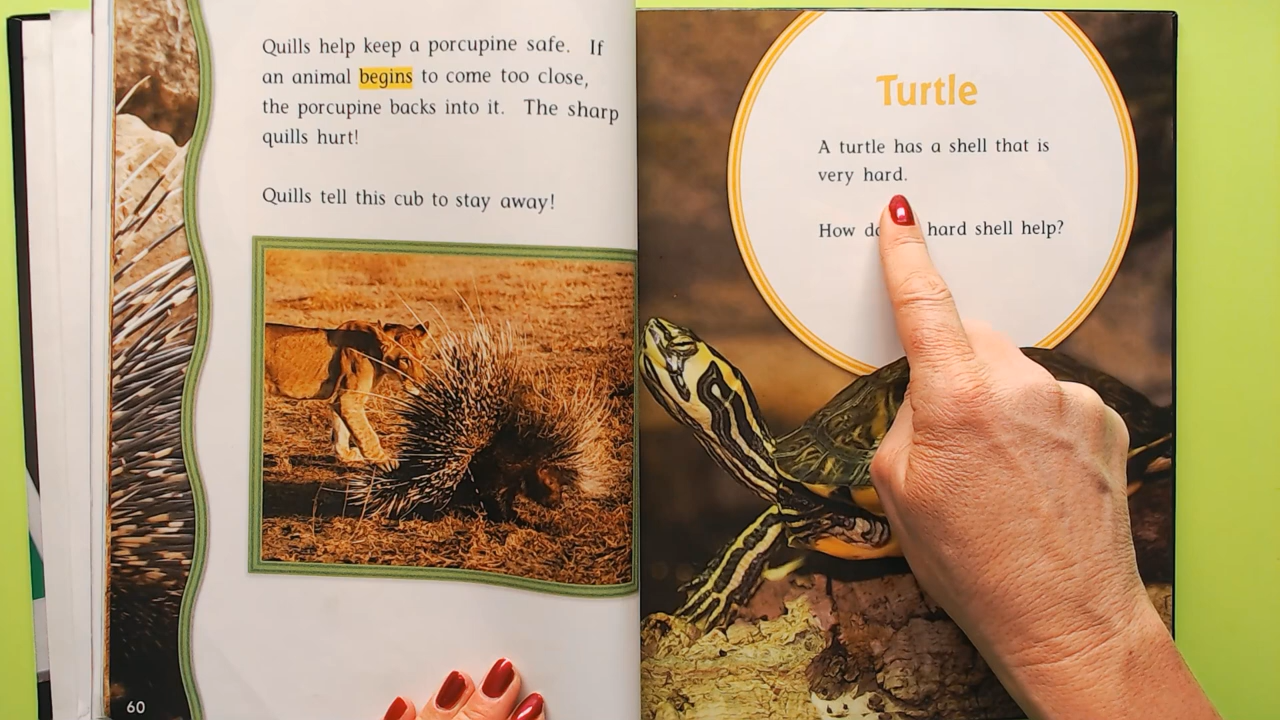 Quills help keep a porcupine safe. If
an animal begins to come too close,
the porcupine backs into it. The sharp
quills hurt!
Quills tell this cub to stay away!
60
Turtle
A turtle has a shell that is
very hard.
How hard shell help?